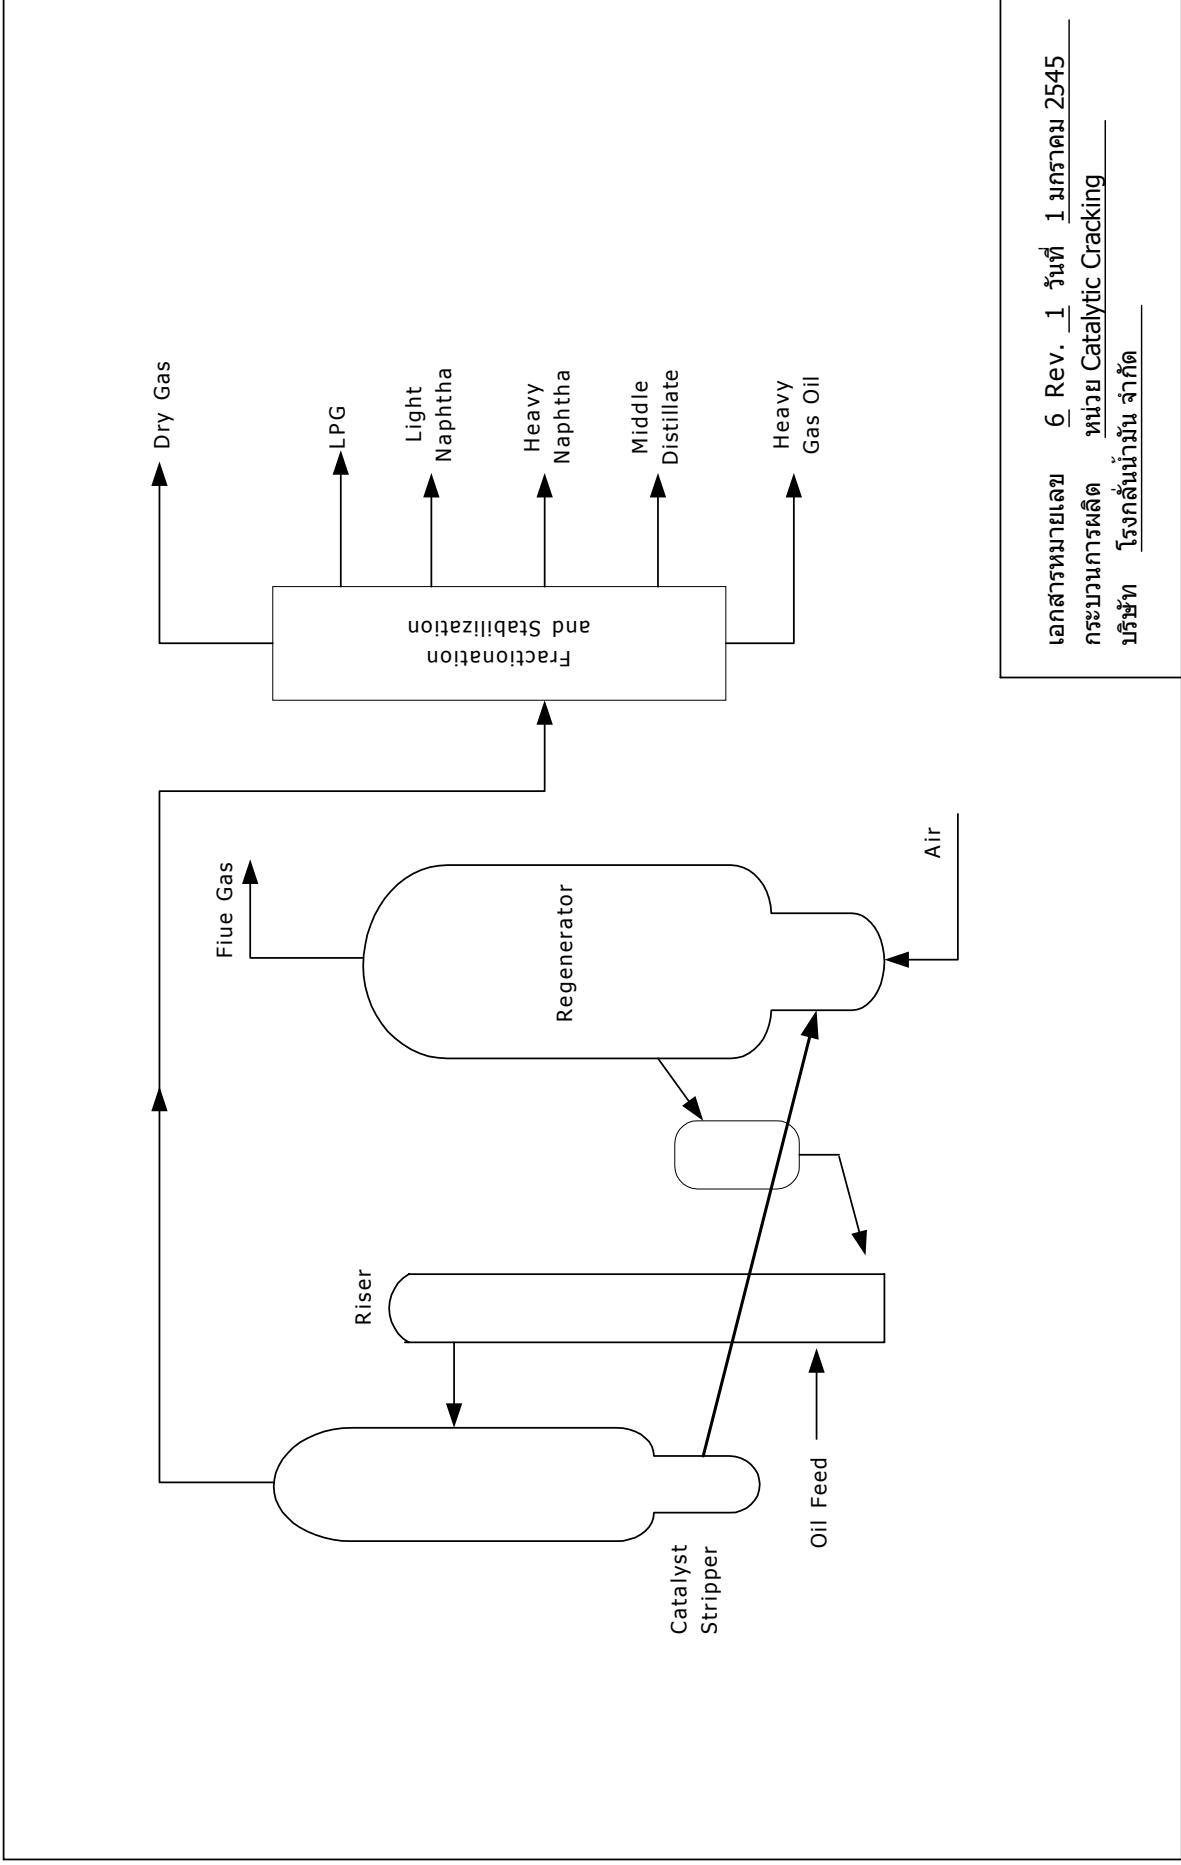 Dry Gas
LPG
Light
Naphtha
Heavy
Naphtha
Middle
Distillate
Heavy
Gas Oil
Fractionation
and Stabilization
Fiue Gas
Regenerator
Air
Riser
Catalyst
Stripper
Oil Feed
เอกสารหมายเลข 6 Rev. 1 วันที่ 1 มกราคม 2545
กระบวนการผลิต หน่วย Catalytic Cracking
บริษัท โรงกลั่นน้ำมัน จำกัด